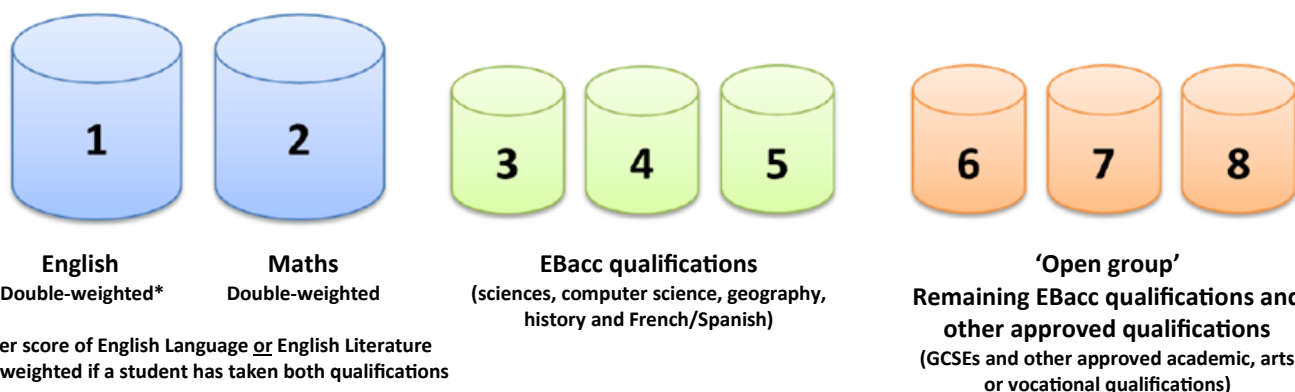 1 2 3 4 5 6 7 8
English Maths EBacc qualifications 'Open group'
Double-weighted* Double-weighted (sciences, computer science, geography, Remaining EBacc qualifications and
history and French/Spanish) other approved qualifications
er score of English Language or English Literature (GCSEs and other approved academic, arts
weighted if a student has taken both qualifications or vocational qualifications)